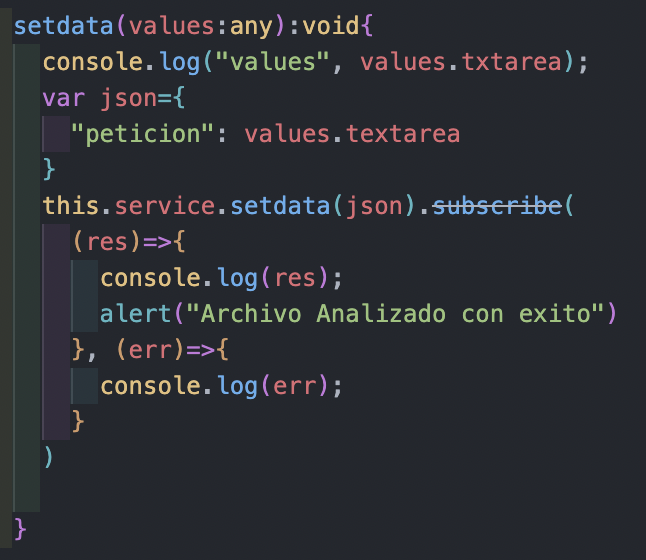 setdata(values:any):void{
console.log("values", values.txtarea);
var json={
"peticion": values.textarea
}
this.service.setdata(json).subscribe(
(res)=>{
console.log(res);
alert("Archivo Analizado con exito")
}, (err)=>{
console.log(err);
}
)
}